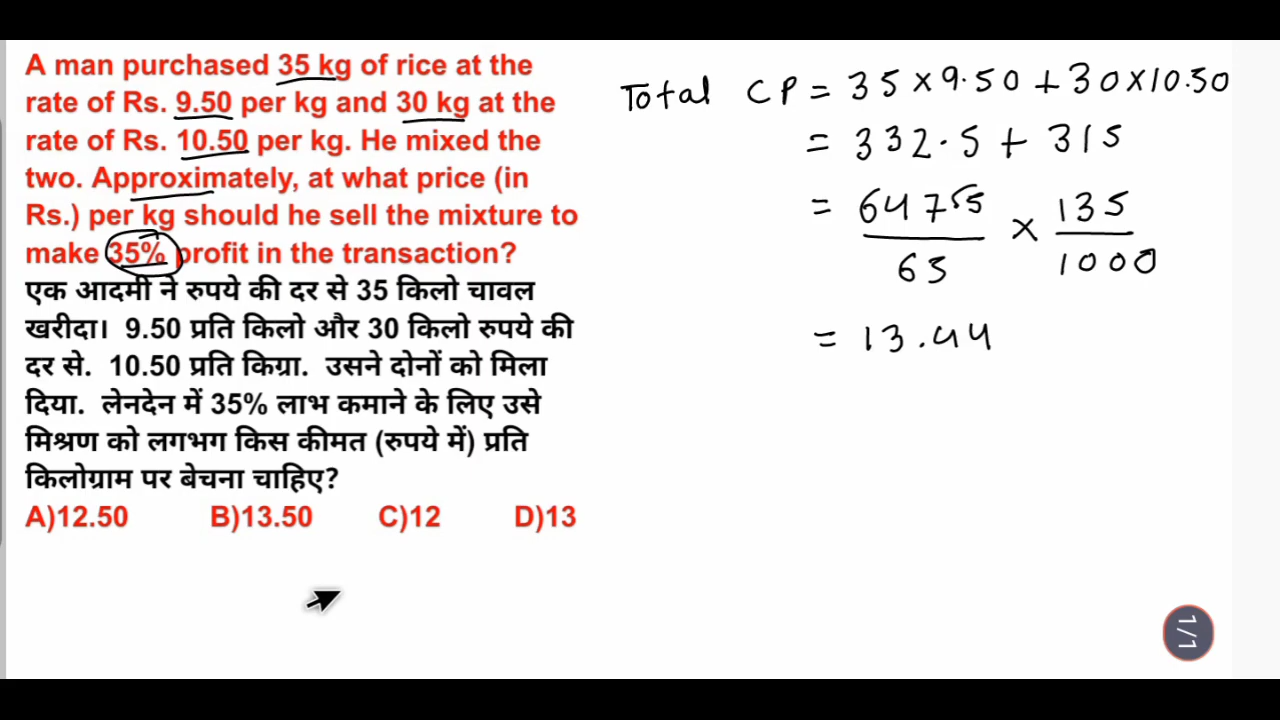 A man purchased 35 kg of rice at the
rate of Rs. 9.50 per kg and 30 kg at the
rate of Rs. 10.50 per kg. He mixed the
two. Approximately, at what price (in
Rs.) per kg should he sell the mixture to
make 35% profit in the transaction?
एक आदमी ने रुपये की दर से 35 किलो चावल
खरीदा। 9.50 प्रति किलो और 30 किलो रुपये की
दर से. 10.50 प्रति किग्रा. उसने दोनों को मिला
दिया. लेनदेन में 35% लाभ कमाने के लिए उसे
मिश्रण को लगभग किस कीमत (रुपये में) प्रति
किलोग्राम पर बेचना चाहिए?
A)12.50 B)13.50 C)12 D)13
Total CP = 35×9.50 + 30×10.50
= 332.5 + 315
= 6475 × 135
65 1000
= 13.44
1/1